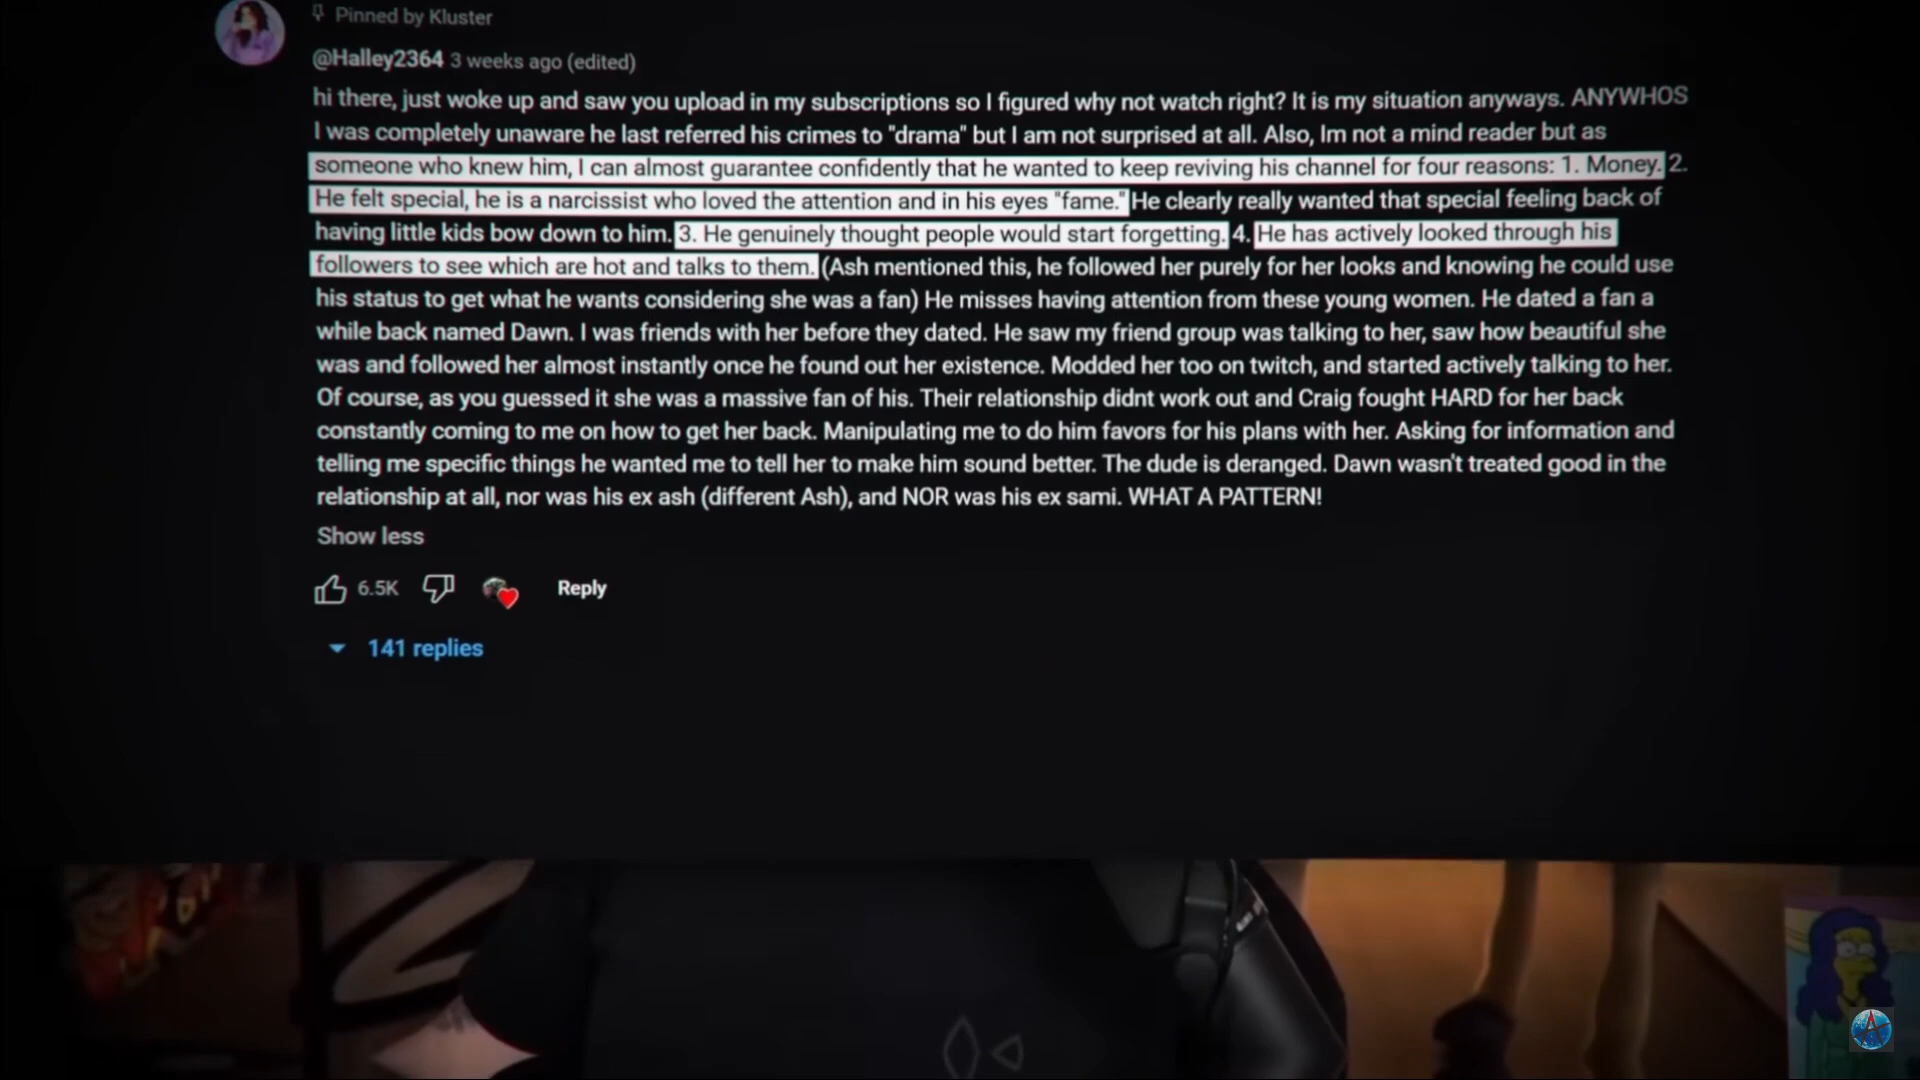 Pinned by Kluster
@Halley2364 3 weeks ago (edited)
hi there, just woke up and saw you upload in my subscriptions so I figured why not watch right? It is my situation anyways. ANYWHOS
I was completely unaware he last referred his crimes to "drama" but I am not surprised at all. Also, Im not a mind reader but as
someone who knew him, I can almost guarantee confidently that he wanted to keep reviving his channel for four reasons: 1. Money. 2.
He felt special, he is a narcissist who loved the attention and in his eyes "fame." He clearly really wanted that special feeling back of
having little kids bow down to him. 3. He genuinely thought people would start forgetting. 4. He has actively looked through his
followers to see which are hot and talks to them. (Ash mentioned this, he followed her purely for her looks and knowing he could use
his status to get what he wants considering she was a fan) He misses having attention from these young women. He dated a fan a
while back named Dawn. I was friends with her before they dated. He saw my friend group was talking to her, saw how beautiful she
was and followed her almost instantly once he found out her existence. Modded her too on twitch, and started actively talking to her.
Of course, as you guessed it she was a massive fan of his. Their relationship didnt work out and Craig fought HARD for her back
constantly coming to me on how to get her back. Manipulating me to do him favors for his plans with her. Asking for information and
telling me specific things he wanted me to tell her to make him sound better. The dude is deranged. Dawn wasn't treated good in the
relationship at all, nor was his ex ash (different Ash), and NOR was his ex sami. WHAT A PATTERN!
Show less
6.5K
Reply
141 replies